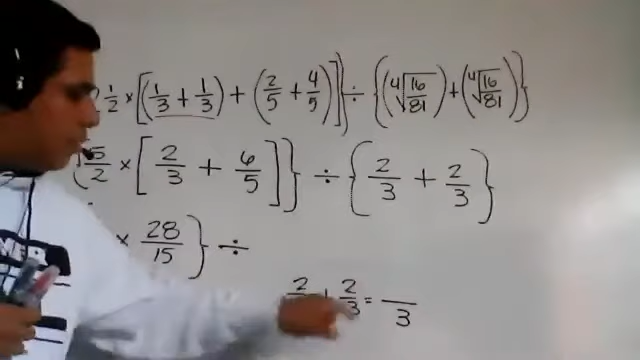 2 1/2 × [(1/3 + 1/3) + (2/5 + 4/5)]} ÷ {(⁴√16/81) + (⁴√16/81)}
{5/2 × [2/3 + 6/5]} ÷ {2/3 + 2/3}
× 28/15} ÷
2/ + 2/3 = /3